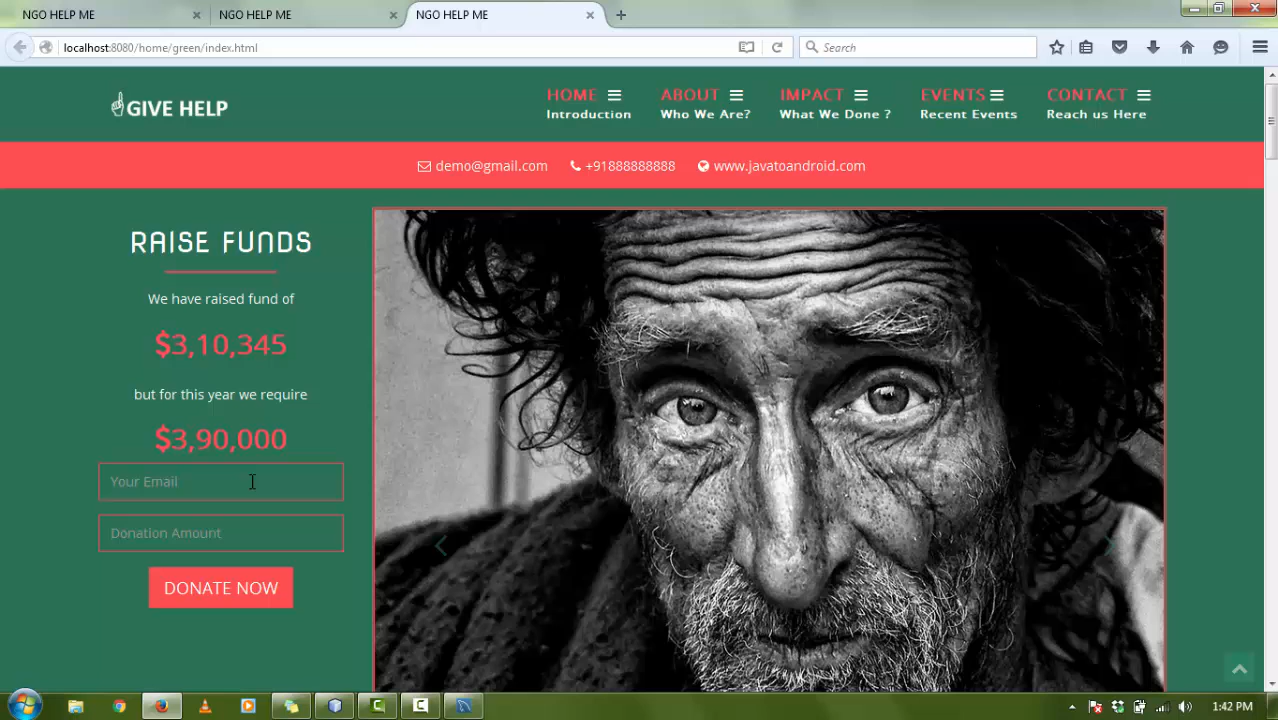 NGO HELP ME
NGO HELP ME
NGO HELP ME
localhost:8080/home/green/index.html
Search
GIVE HELP
HOME
Introduction
ABOUT
Who We Are?
IMPACT
What We Done ?
EVENTS
Recent Events
CONTACT
Reach us Here
demo@gmail.com
+91888888888
www.javatoandroid.com
RAISE FUNDS
We have raised fund of
$3,10,345
but for this year we require
$3,90,000
Your Email
Donation Amount
DONATE NOW
1:42 PM